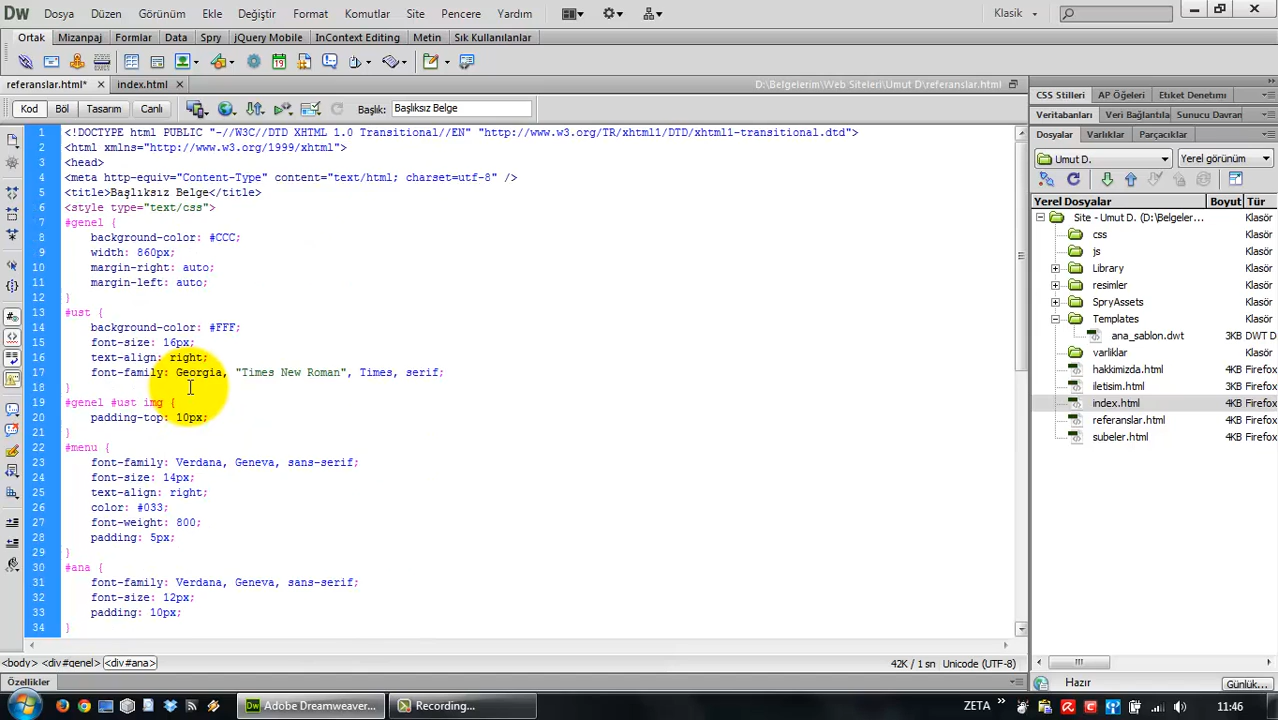 Dw Dosya Düzen Görünüm Ekle Değiştir Format Komutlar Site Pencere Yardım Klasik
Ortak Mizanpaj Formlar Data Spry jQuery Mobile InContext Editing Metin Sık Kullanılanlar
referanslar.html* index.html D:\Belgelerim\Web Siteleri\Umut D\referanslar.html
Kod Böl Tasarım Canlı Başlık: Başlıksız Belge
1 <!DOCTYPE html PUBLIC "-//W3C//DTD XHTML 1.0 Transitional//EN" "http://www.w3.org/TR/xhtml1/DTD/xhtml1-transitional.dtd">
2 <html xmlns="http://www.w3.org/1999/xhtml">
3 <head>
4 <meta http-equiv="Content-Type" content="text/html; charset=utf-8" />
5 <title>Başlıksız Belge</title>
6 <style type="text/css">
7 #genel {
8 background-color: #CCC;
9 width: 860px;
10 margin-right: auto;
11 margin-left: auto;
12 }
13 #ust {
14 background-color: #FFF;
15 font-size: 16px;
16 text-align: right;
17 font-family: Georgia, "Times New Roman", Times, serif;
18 }
19 #genel #ust img {
20 padding-top: 10px;
21 }
22 #menu {
23 font-family: Verdana, Geneva, sans-serif;
24 font-size: 14px;
25 text-align: right;
26 color: #033;
27 font-weight: 800;
28 padding: 5px;
29 }
30 #ana {
31 font-family: Verdana, Geneva, sans-serif;
32 font-size: 12px;
33 padding: 10px;
34 }
<body> <div#genel> <div#ana> 42K / 1 sn Unicode (UTF-8)
Özellikler
CSS Stilleri AP Öğeleri Etiket Denetimi
Veritabanları Veri Bağlantıla Sunucu Davran
Dosyalar Varlıklar Parçacıklar
Umut D. Yerel görünüm
Yerel Dosyalar Boyut Tür
Site - Umut D. (D:\Belgeler... Klasör
css Klasör
js Klasör
Library Klasör
resimler Klasör
SpryAssets Klasör
Templates Klasör
ana_sablon.dwt 3KB DWT D
varliklar Klasör
hakkimizda.html 4KB Firefox
iletisim.html 4KB Firefox
index.html 4KB Firefox
referanslar.html 4KB Firefox
subeler.html 4KB Firefox
Hazır Günlük...
Adobe Dreamweaver... Recording... ZETA 11:46